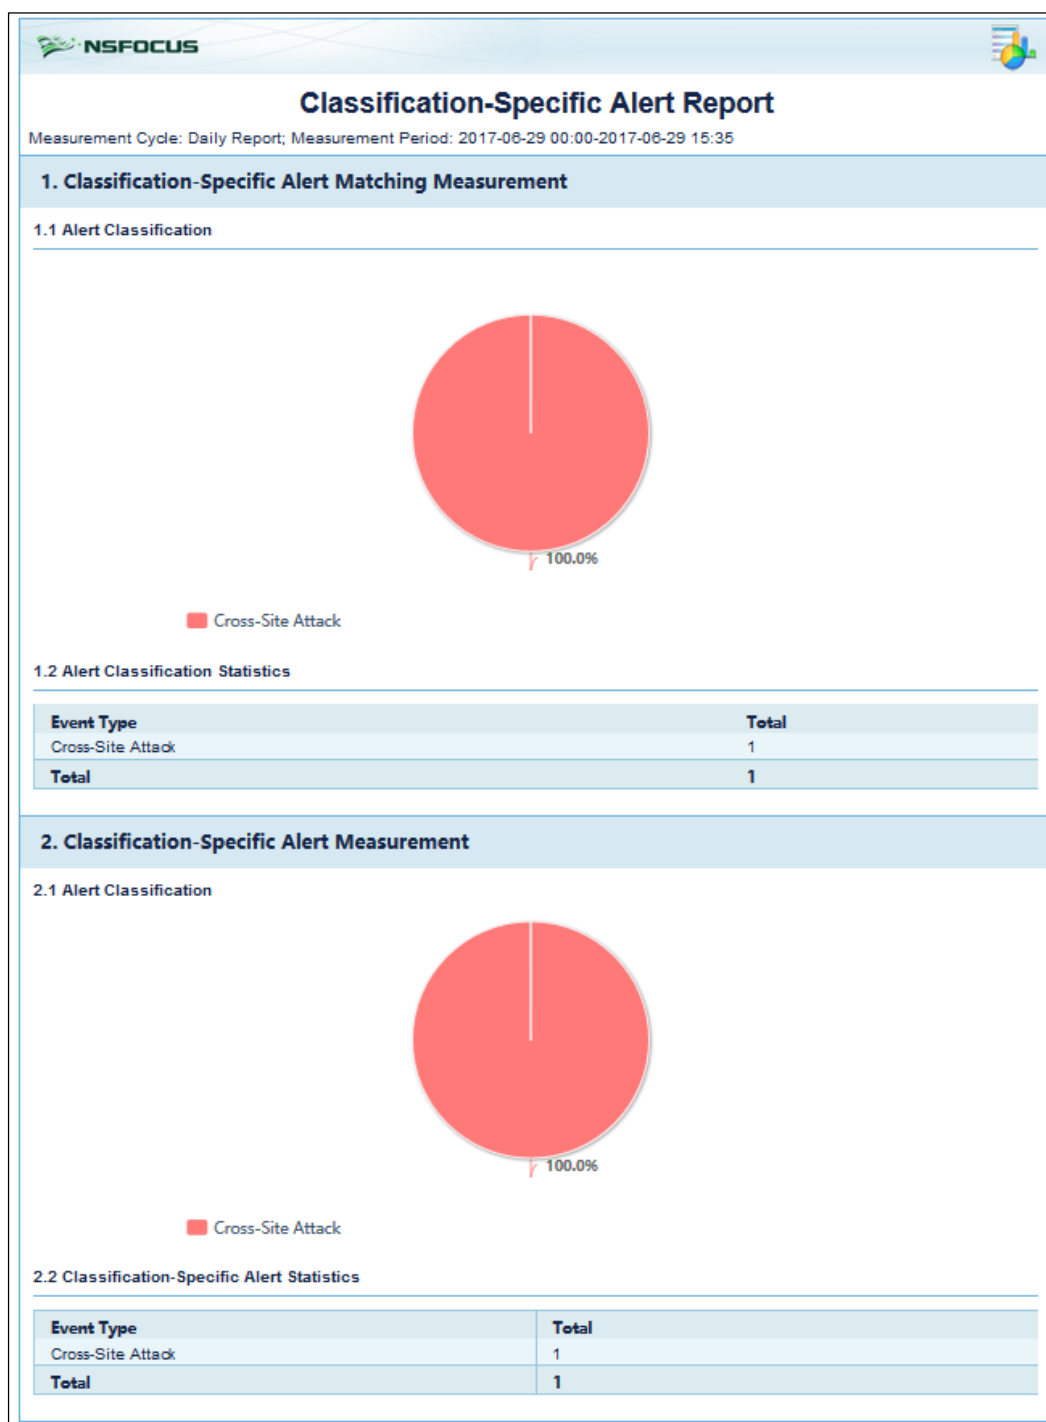 NSFOCUS
Classification-Specific Alert Report
Measurement Cycle: Daily Report; Measurement Period: 2017-06-29 00:00-2017-06-29 15:35
1. Classification-Specific Alert Matching Measurement
1.1 Alert Classification
100.0%
Cross-Site Attack
1.2 Alert Classification Statistics
Event Type Total
Cross-Site Attack 1
Total 1
2. Classification-Specific Alert Measurement
2.1 Alert Classification
100.0%
Cross-Site Attack
2.2 Classification-Specific Alert Statistics
Event Type Total
Cross-Site Attack 1
Total 1